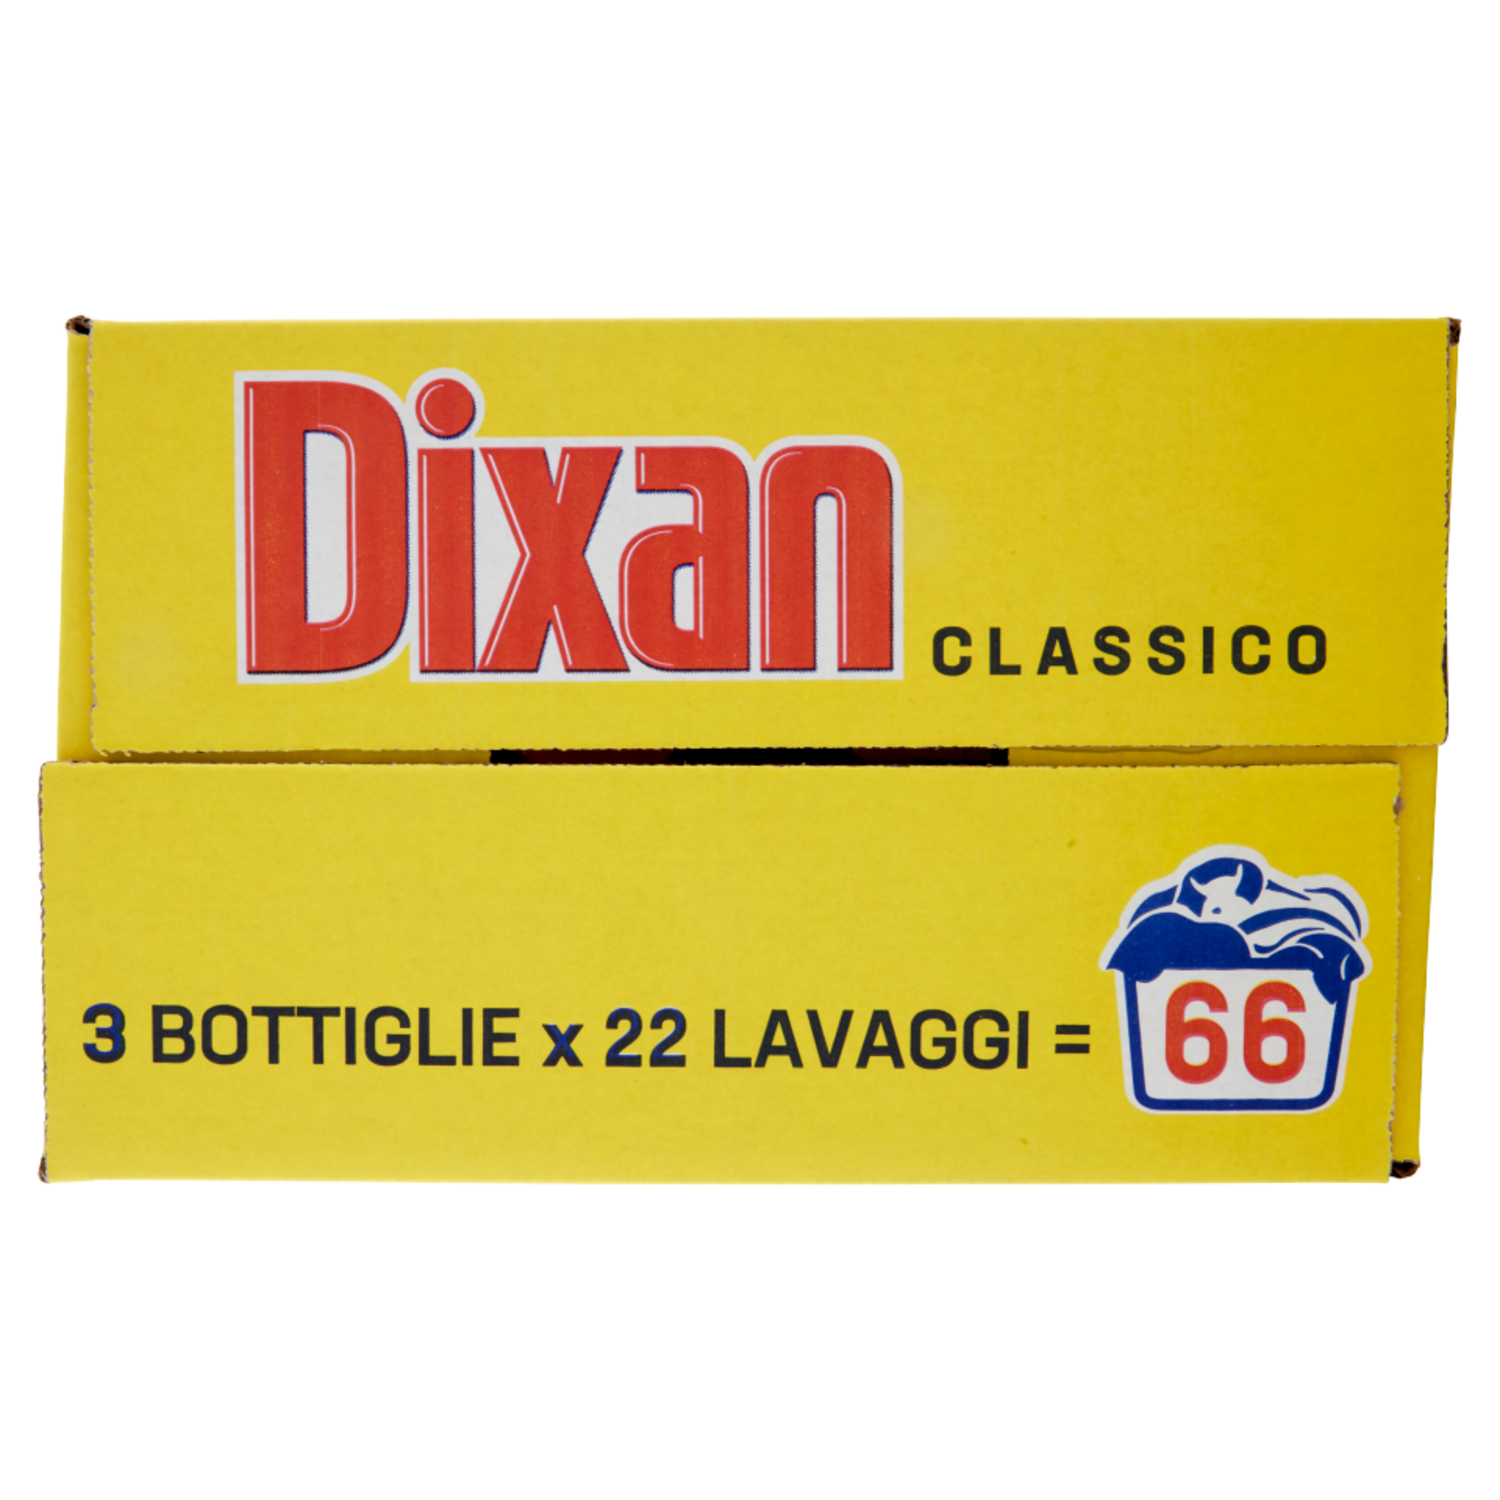 Dixan CLASSICO
3 BOTTIGLIE x 22 LAVAGGI = 66